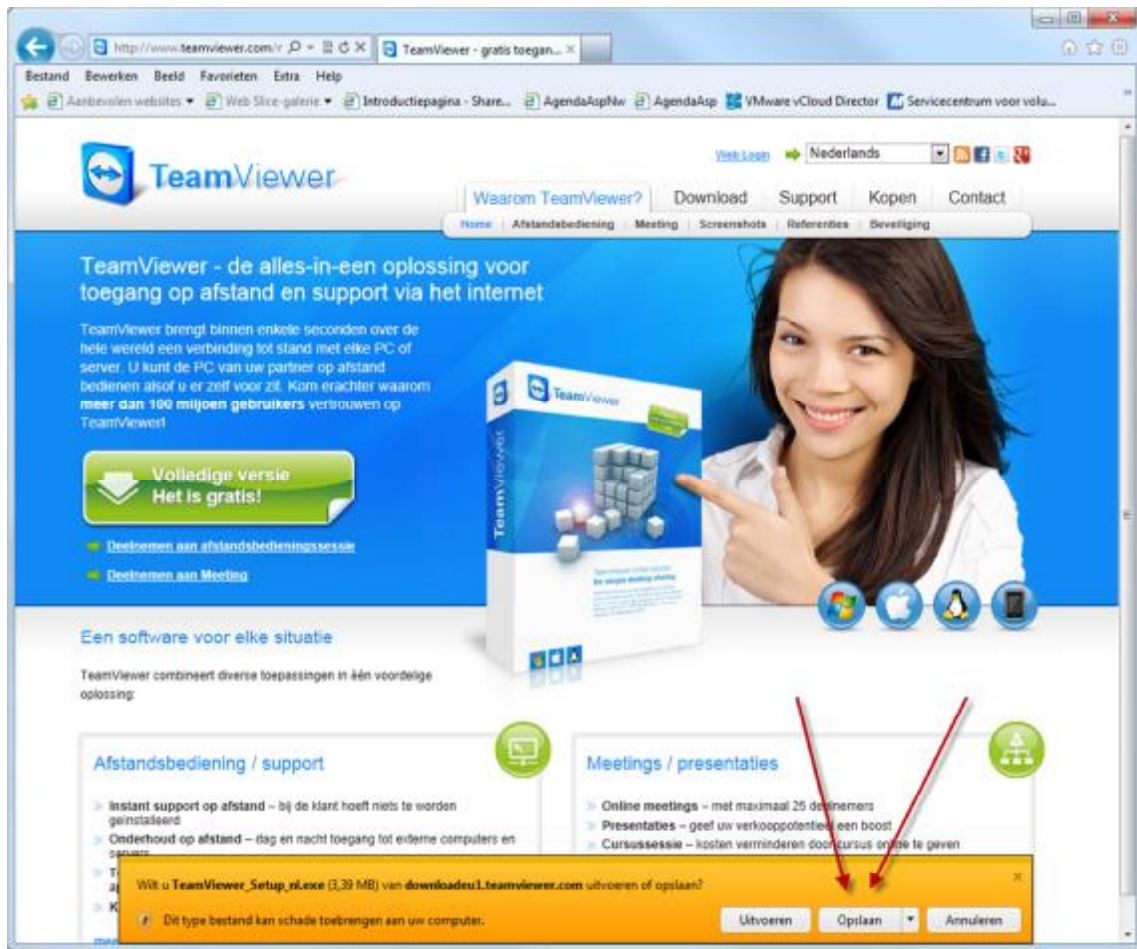 http://www.teamviewer.com/r
TeamViewer - gratis toegan...
Bestand Bewerken Beeld Favorieten Extra Help
Aanbevolen websites Web Slice-galerie Introductiepagina - Share... AgendaAspNw AgendaAsp VMware vCloud Director Servicecentrum voor volu...
TeamViewer
Web Login Nederlands
Waarom TeamViewer? Download Support Kopen Contact
Home Afstandsbediening Meeting Screenshots Referenties Beveiliging
TeamViewer - de alles-in-een oplossing voor
toegang op afstand en support via het internet
TeamViewer brengt binnen enkele seconden over de
hele wereld een verbinding tot stand met elke PC of
server. U kunt de PC van uw partner op afstand
bedienen alsof u er zelf voor zit. Kom erachter waarom
meer dan 100 miljoen gebruikers vertrouwen op
TeamViewer!
Volledige versie
Het is gratis!
Deelnemen aan afstandsbedieningssessie
Deelnemen aan Meeting
TeamViewer
TeamViewer
Een software voor elke situatie
TeamViewer combineert diverse toepassingen in één voordelige
oplossing:
Afstandsbediening / support
Instant support op afstand – bij de klant hoeft niets te worden
geïnstalleerd
Onderhoud op afstand – dag en nacht toegang tot externe computers en
servers
Meetings / presentaties
Online meetings – met maximaal 25 deelnemers
Presentaties – geef uw verkooppotentieel een boost
Cursussessie – kosten verminderen door cursus online te geven
Wilt u TeamViewer_Setup_nl.exe (3,39 MB) van downloadeu1.teamviewer.com uitvoeren of opslaan?
Dit type bestand kan schade toebrengen aan uw computer.
Uitvoeren Opslaan Annuleren